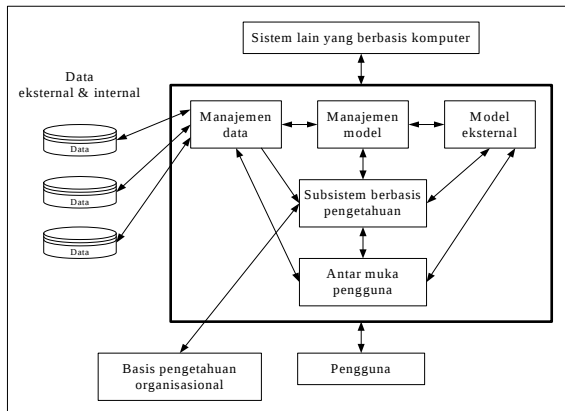 Sistem lain yang berbasis komputer
Data
eksternal & internal
Manajemen
data
Manajemen
model
Model
eksternal
Data
Data
Data
Subsistem berbasis
pengetahuan
Antar muka
pengguna
Basis pengetahuan
organisasional
Pengguna